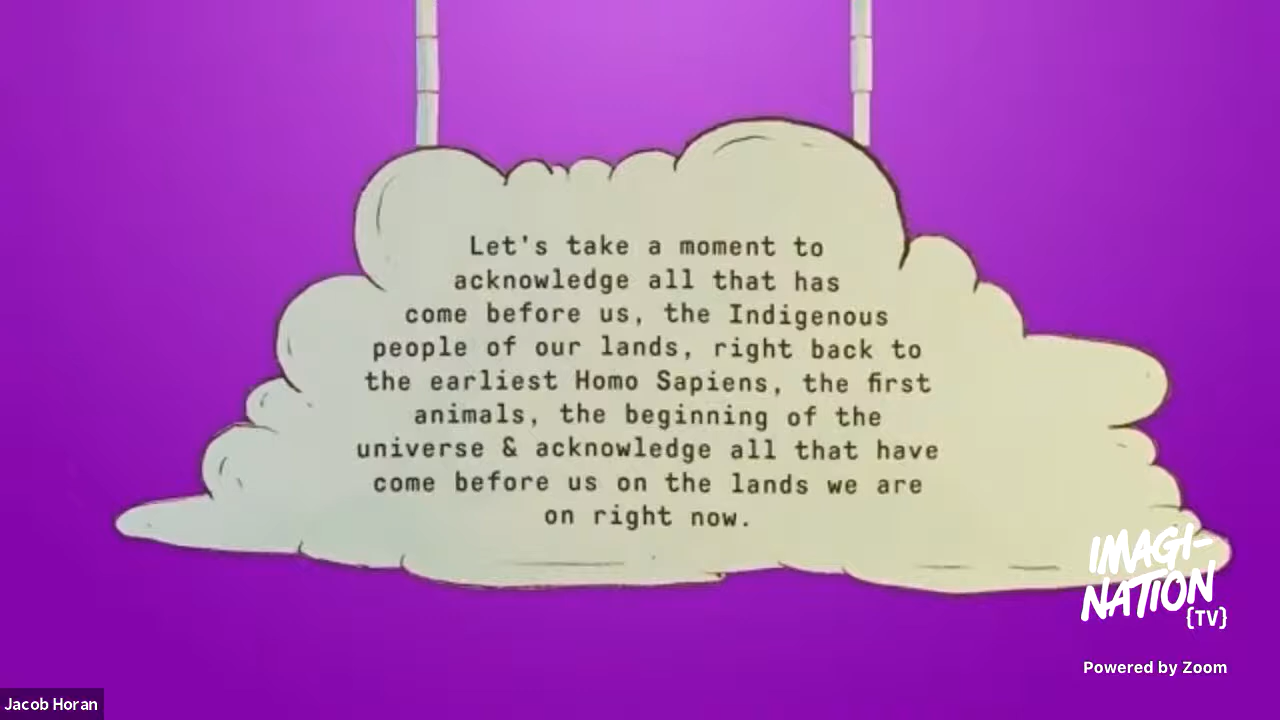 Let's take a moment to
acknowledge all that has
come before us, the Indigenous
people of our lands, right back to
the earliest Homo Sapiens, the first
animals, the beginning of the
universe & acknowledge all that have
come before us on the lands we are
on right now.
IMAGI-
NATION
{TV}
Powered by Zoom
Jacob Horan